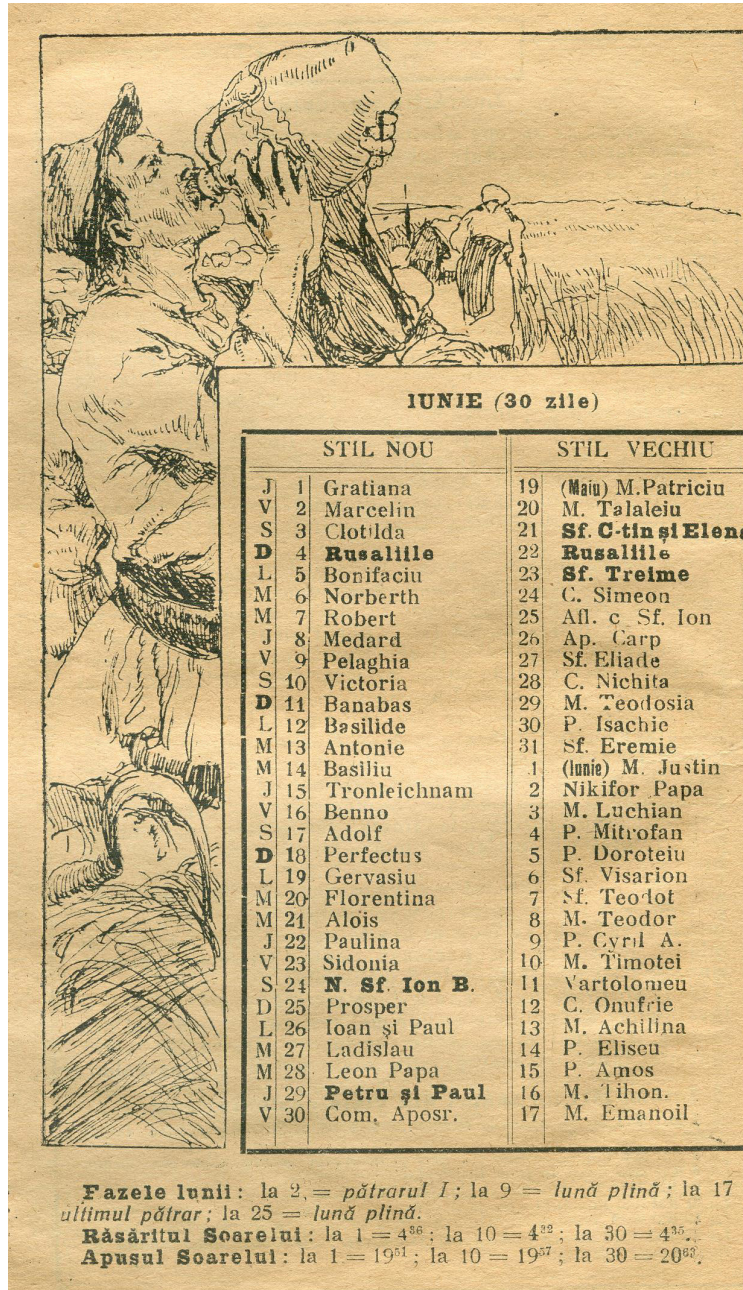 IUNIE (30 zile)
STIL NOU STIL VECHIU
J 1 Gratiana 19 (Maiu) M.Patriciu
V 2 Marcelin 20 M. Talaleiu
S 3 Clotilda 21 Sf. C-tin și Elena
D 4 Rusaliile 22 Rusaliile
L 5 Bonifaciu 23 Sf. Treime
M 6 Norberth 24 C. Simeon
M 7 Robert 25 Afl. c Sf. Ion
J 8 Medard 26 Ap. Carp
V 9 Pelaghia 27 Sf. Eliade
S 10 Victoria 28 C. Nichita
D 11 Banabas 29 M. Teodosia
L 12 Basilide 30 P. Isachie
M 13 Antonie 31 Sf. Eremie
M 14 Basiliu 1 (Iunie) M. Justin
J 15 Tronleichnam 2 Nikifor Papa
V 16 Benno 3 M. Luchian
S 17 Adolf 4 P. Mitrofan
D 18 Perfectus 5 P. Doroteiu
L 19 Gervasiu 6 Sf. Visarion
M 20 Florentina 7 Sf. Teodot
M 21 Alois 8 M. Teodor
J 22 Paulina 9 P. Cyril A.
V 23 Sidonia 10 M. Timotei
S 24 N. Sf. Ion B. 11 Vartolomeu
D 25 Prosper 12 C. Onufrie
L 26 Ioan și Paul 13 M. Achilina
M 27 Ladislau 14 P. Eliseu
M 28 Leon Papa 15 P. Amos
J 29 Petru și Paul 16 M. Tihon.
V 30 Com. Aposr. 17 M. Emanoil
Fazele lunii: la 2, = pătrarul I; la 9 = lună plină; la 17
ultimul pătrar; la 25 = lună plină.
Răsăritul Soarelui: la 1 = 4³⁶; la 10 = 4³²; la 30 = 4³⁵.
Apusul Soarelui: la 1 = 19⁵¹; la 10 = 19⁵⁷; la 30 = 20⁶³.